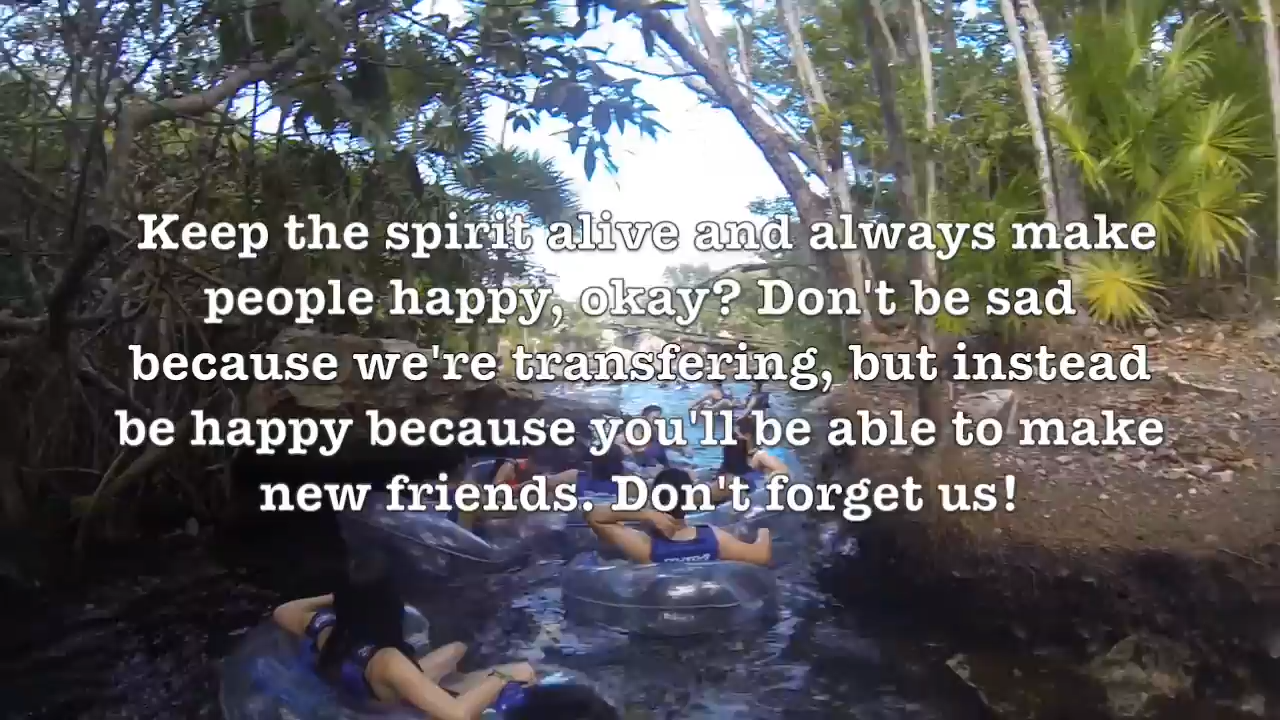 Keep the spirit alive and always make
people happy, okay? Don't be sad
because we're transfering, but instead
be happy because you'll be able to make
new friends. Don't forget us!